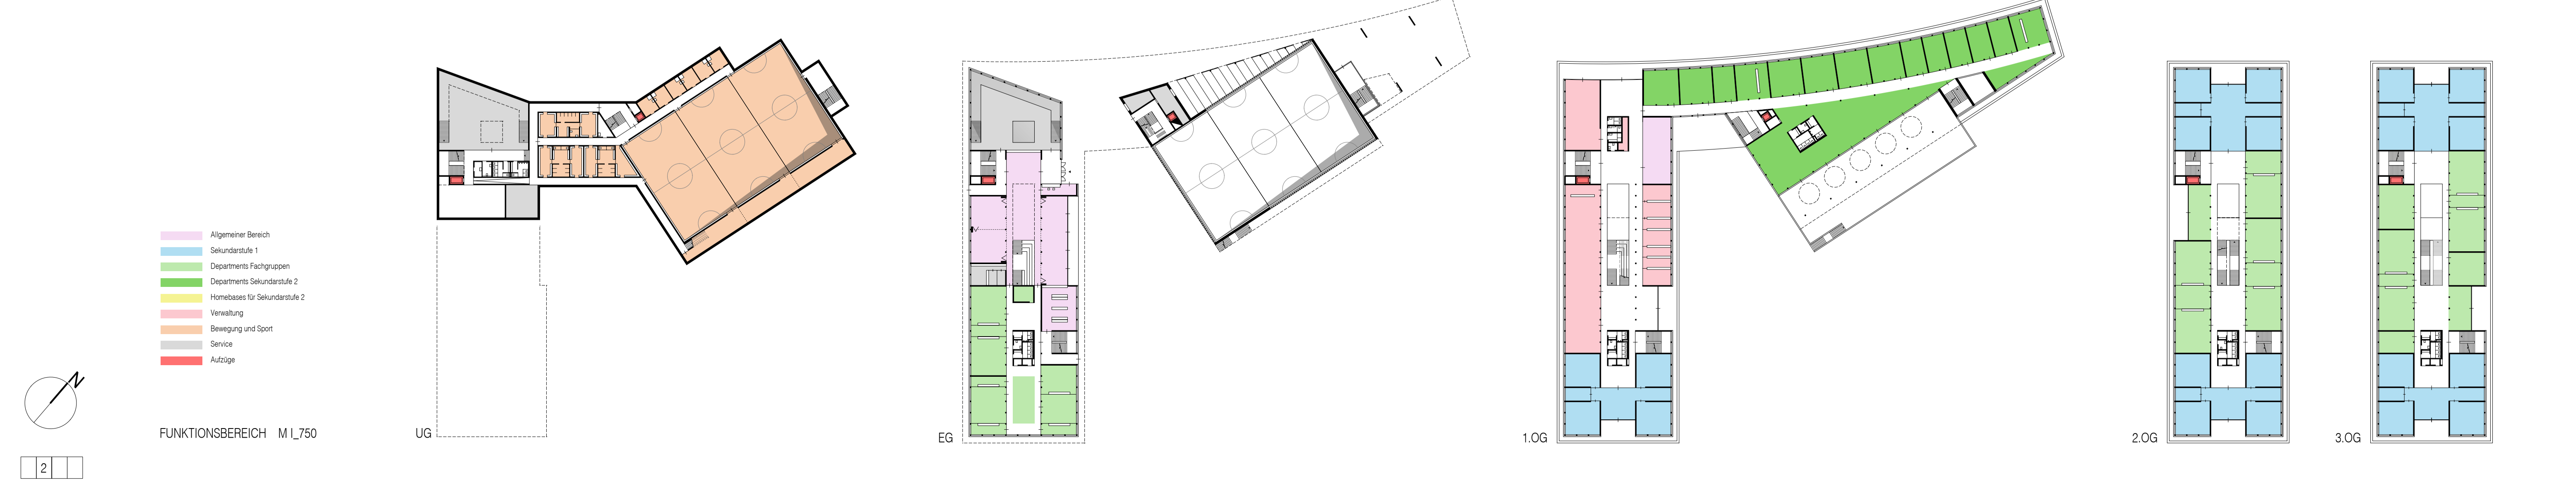 Allgemeiner Bereich
Sekundarstufe 1
Departments Fachgruppen
Departments Sekundarstufe 2
Homebases für Sekundarstufe 2
Verwaltung
Bewegung und Sport
Service
Aufzüge
N
FUNKTIONSBEREICH M I_750
UG
EG
1.OG
2.OG
3.OG
2